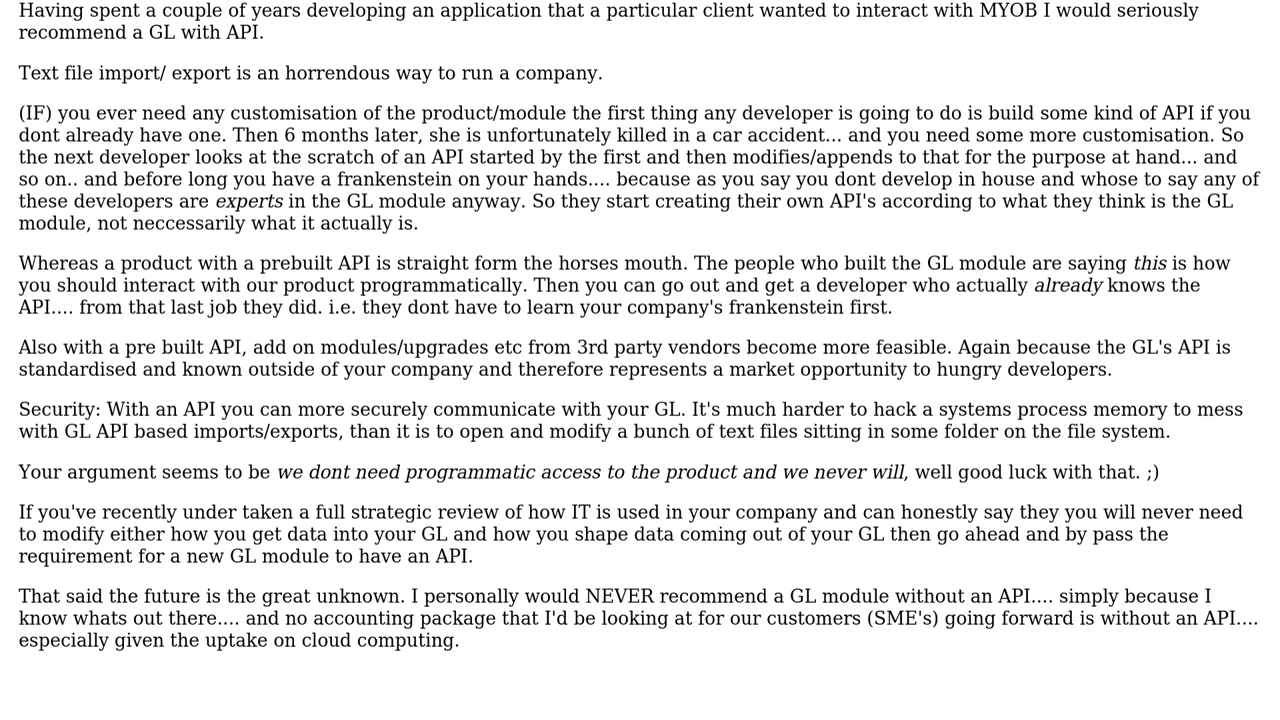 Having spent a couple of years developing an application that a particular client wanted to interact with MYOB I would seriously
recommend a GL with API.
Text file import/ export is an horrendous way to run a company.
(IF) you ever need any customisation of the product/module the first thing any developer is going to do is build some kind of API if you
dont already have one. Then 6 months later, she is unfortunately killed in a car accident... and you need some more customisation. So
the next developer looks at the scratch of an API started by the first and then modifies/appends to that for the purpose at hand... and
so on.. and before long you have a frankenstein on your hands.... because as you say you dont develop in house and whose to say any of
these developers are experts in the GL module anyway. So they start creating their own API's according to what they think is the GL
module, not neccessarily what it actually is.
Whereas a product with a prebuilt API is straight form the horses mouth. The people who built the GL module are saying this is how
you should interact with our product programmatically. Then you can go out and get a developer who actually already knows the
API.... from that last job they did. i.e. they dont have to learn your company's frankenstein first.
Also with a pre built API, add on modules/upgrades etc from 3rd party vendors become more feasible. Again because the GL's API is
standardised and known outside of your company and therefore represents a market opportunity to hungry developers.
Security: With an API you can more securely communicate with your GL. It's much harder to hack a systems process memory to mess
with GL API based imports/exports, than it is to open and modify a bunch of text files sitting in some folder on the file system.
Your argument seems to be we dont need programmatic access to the product and we never will, well good luck with that. ;)
If you've recently under taken a full strategic review of how IT is used in your company and can honestly say they you will never need
to modify either how you get data into your GL and how you shape data coming out of your GL then go ahead and by pass the
requirement for a new GL module to have an API.
That said the future is the great unknown. I personally would NEVER recommend a GL module without an API.... simply because I
know whats out there.... and no accounting package that I'd be looking at for our customers (SME's) going forward is without an API....
especially given the uptake on cloud computing.